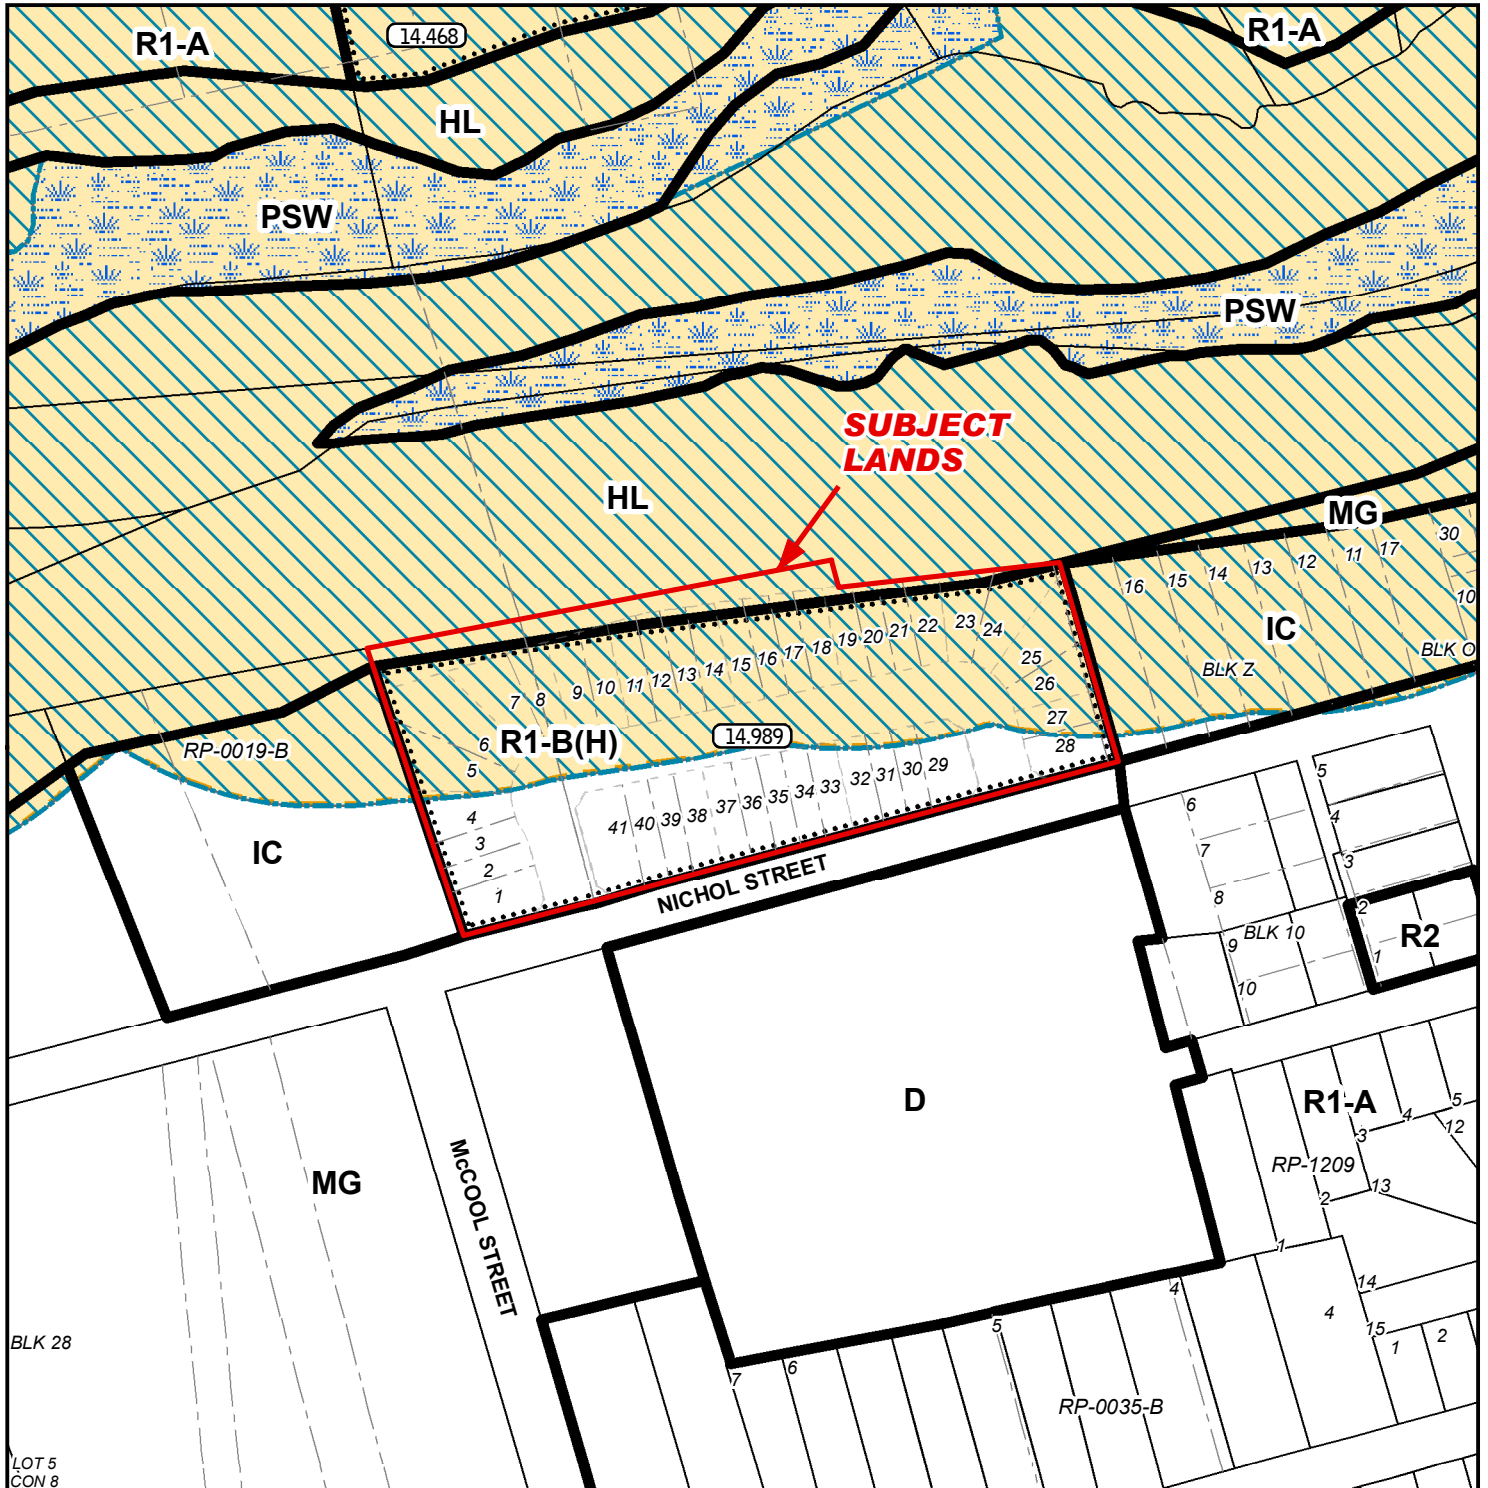 R1-A
14.468
R1-A
HL
PSW
PSW
SUBJECT
LANDS
HL
MG
30
17
11
12
13
14
15
16
10
IC
BLK Z
BLK O
7
8
9
10
11
12
13
14
15
16
17
18
19
20
21
22
23
24
25
26
27
28
6
5
R1-B(H)
14.989
RP-0019-B
4
3
2
1
41
40
39
38
37
36
35
34
33
32
31
30
29
IC
NICHOL STREET
5
4
3
2
1
6
7
8
9
10
BLK 10
R2
D
R1-A
5
4
3
12
RP-1209
2
13
1
MG
McCOOL STREET
14
4
15
1
2
4
5
6
7
RP-0035-B
BLK 28
LOT 5
CON 8